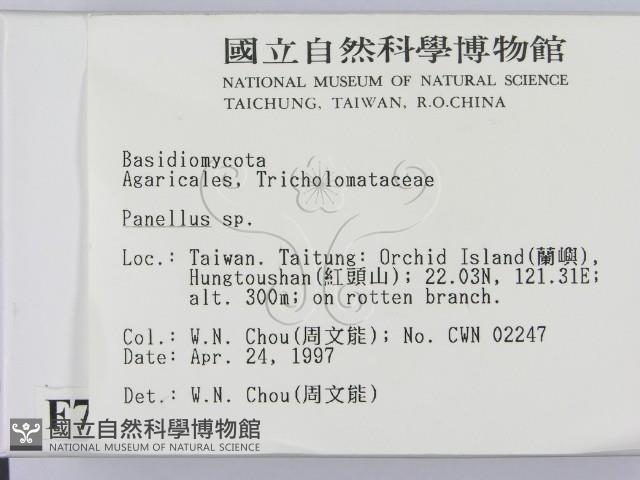 國立自然科學博物館
NATIONAL MUSEUM OF NATURAL SCIENCE
TAICHUNG, TAIWAN, R.O.CHINA
Basidiomycota
Agaricales, Tricholomataceae
Panellus sp.
Loc.: Taiwan. Taitung: Orchid Island(蘭嶼),
Hungtoushan(紅頭山); 22.03N, 121.31E;
alt. 300m; on rotten branch.
Col.: W.N. Chou(周文能); No. CWN 02247
Date: Apr. 24, 1997
Det.: W.N. Chou(周文能)
F7
國立自然科學博物館
NATIONAL MUSEUM OF NATURAL SCIENCE